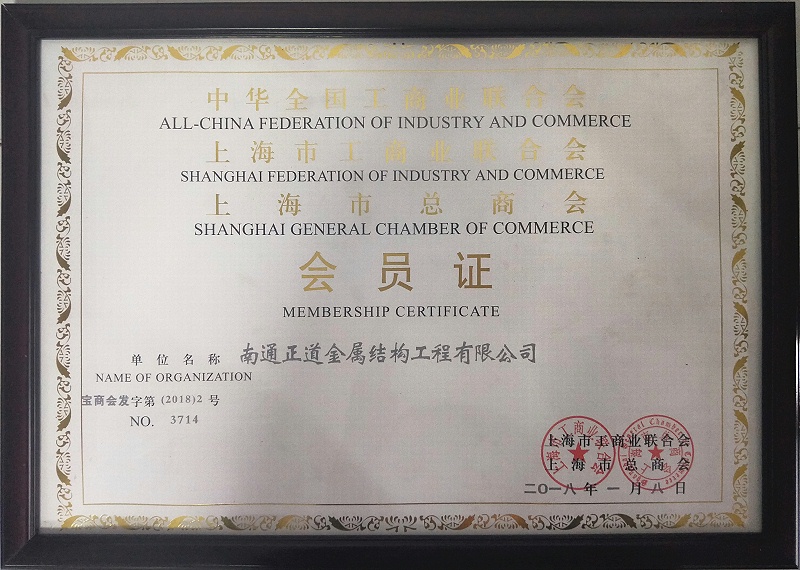 中华全国工商业联合会
ALL-CHINA FEDERATION OF INDUSTRY AND COMMERCE
上海市工商业联合会
SHANGHAI FEDERATION OF INDUSTRY AND COMMERCE
上海市总商会
SHANGHAI GENERAL CHAMBER OF COMMERCE
会员证
MEMBERSHIP CERTIFICATE
单位名称 南通正道金属结构工程有限公司
NAME OF ORGANIZATION
宝商会发字第(2018)2号
NO. 3714
上海市工商业联合会
上海市总商会
二〇一八年一月八日